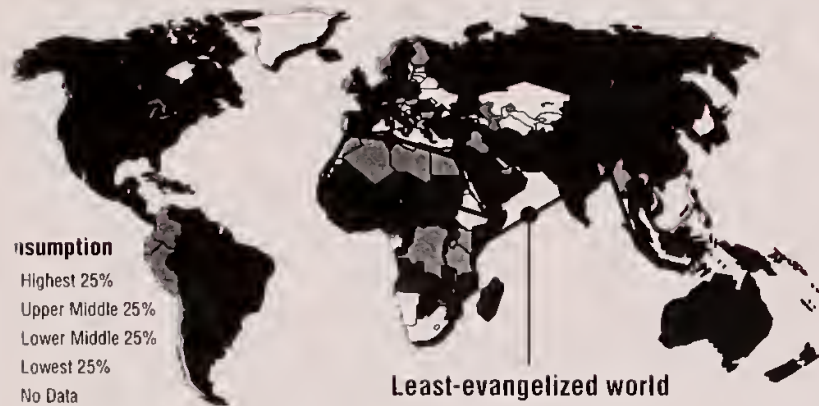 nsumption
Highest 25%
Upper Middle 25%
Lower Middle 25%
Lowest 25%
No Data
Least-evangelized world